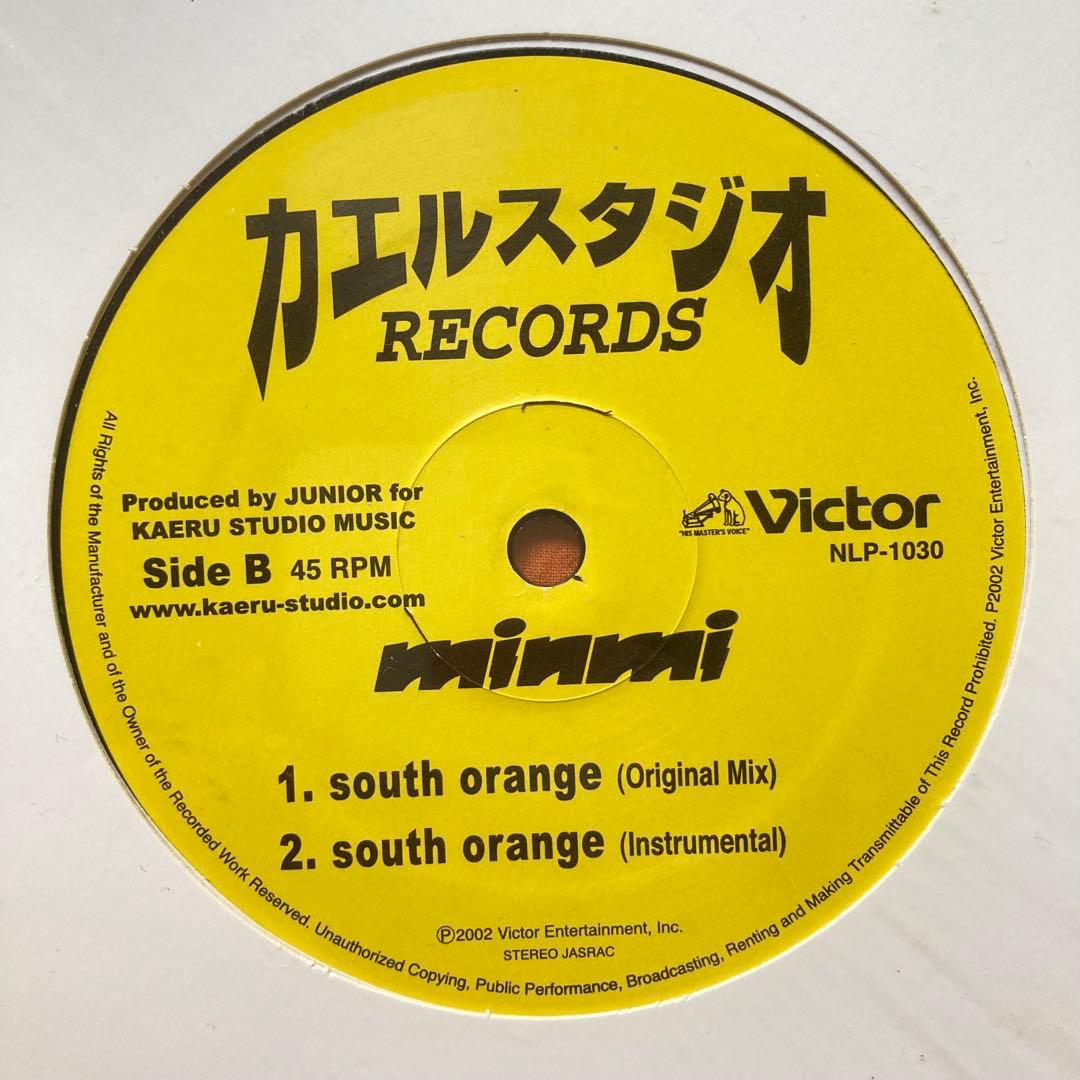 カエルスタジオ
RECORDS
Produced by JUNIOR for
KAERU STUDIO MUSIC
Side B 45 RPM
www.kaeru-studio.com
"HIS MASTER'S VOICE"
Victor
NLP-1030
minmi
1. south orange (Original Mix)
2. south orange (Instrumental)
Ⓟ2002 Victor Entertainment, Inc.
STEREO JASRAC
All Rights of the Manufacturer and of the Owner of the Recorded Work Reserved. Unauthorized Copying, Public Performance, Broadcasting, Renting and Making Transmittable of This Record Prohibited. P2002 Victor Entertainment, Inc.